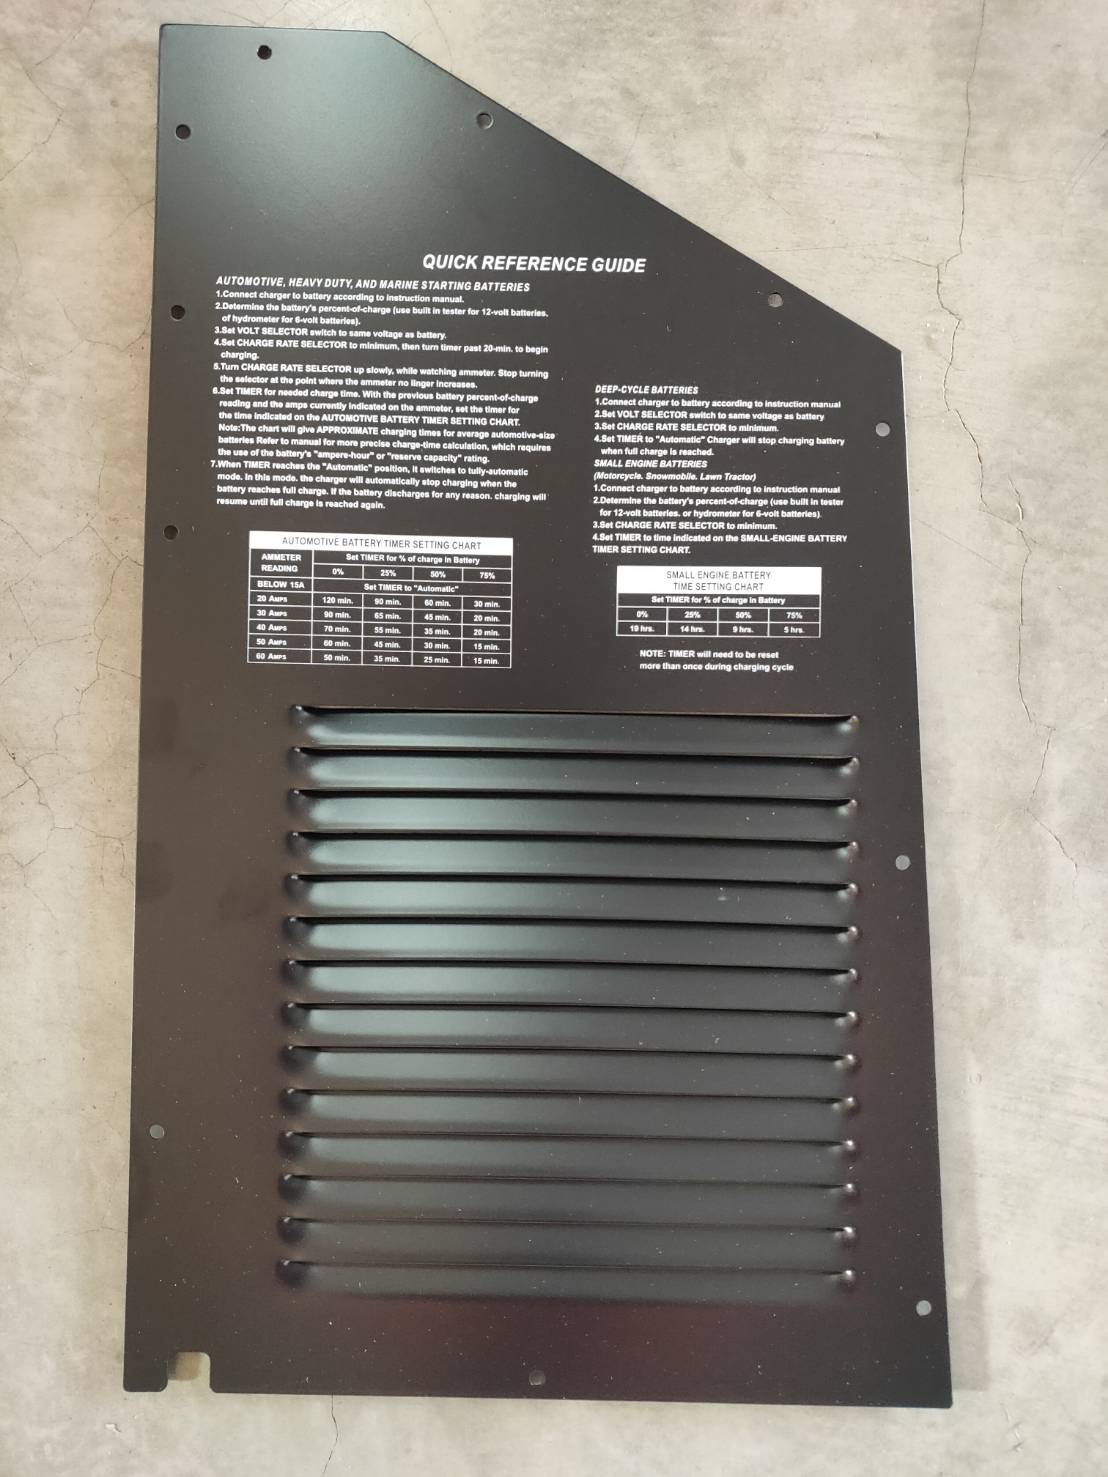 QUICK REFERENCE GUIDE
AUTOMOTIVE, HEAVY DUTY, AND MARINE STARTING BATTERIES
1.Connect charger to battery according to instruction manual.
2.Determine the battery's percent-of-charge (use built in tester for 12-volt batteries.
of hydrometer for 6-volt batteries).
3.Set VOLT SELECTOR switch to same voltage as battery.
4.Set CHARGE RATE SELECTOR to minimum, then turn timer past 20-min. to begin
charging.
5.Turn CHARGE RATE SELECTOR up slowly, while watching ammeter. Stop turning
the selector at the point where the ammeter no linger increases.
6.Set TIMER for needed charge time. With the previous battery percent-of-charge
reading and the amps currently indicated on the ammeter, set the timer for
the time indicated on the AUTOMOTIVE BATTERY TIMER SETTING CHART.
Note:The chart will give APPROXIMATE charging times for average automotive-size
batteries Refer to manual for more precise charge-time calculation, which requires
the use of the battery's "ampere-hour" or "reserve capacity" rating.
7.When TIMER reaches the "Automatic" position, it switches to tully-automatic
mode. In this mode. the charger will automatically stop charging when the
battery reaches full charge. If the battery discharges for any reason. charging will
resume until full charge is reached again.
AUTOMOTIVE BATTERY TIMER SETTING CHART
AMMETER READING Set TIMER for % of charge in Battery
0% 25% 50% 75%
BELOW 15A Set TIMER to "Automatic"
20 AMPS 120 min. 90 min. 60 min. 30 min.
30 AMPS 90 min. 65 min. 45 min. 20 min.
40 AMPS 70 min. 55 min. 35 min. 20 min.
50 AMPS 60 min. 45 min. 30 min. 15 min.
60 AMPS 50 min. 35 min. 25 min. 15 min.
DEEP-CYCLE BATTERIES
1.Connect charger to battery according to instruction manual
2.Set VOLT SELECTOR switch to same voltage as battery
3.Set CHARGE RATE SELECTOR to minimum.
4.Set TIMER to "Automatic" Charger will stop charging battery
when full charge is reached.
SMALL ENGINE BATTERIES
(Motorcycle. Snowmobile. Lawn Tractor)
1.Connect charger to battery according to instruction manual
2.Determine the battery's percent-of-charge (use built in tester
for 12-volt batteries. or hydrometer for 6-volt batteries).
3.Set CHARGE RATE SELECTOR to minimum.
4.Set TIMER to time indicated on the SMALL-ENGINE BATTERY
TIMER SETTING CHART.
SMALL ENGINE BATTERY
TIME SETTING CHART
Set TIMER for % of charge in Battery
0% 25% 50% 75%
19 hrs. 14 hrs. 9 hrs. 5 hrs.
NOTE: TIMER will need to be reset
more than once during charging cycle